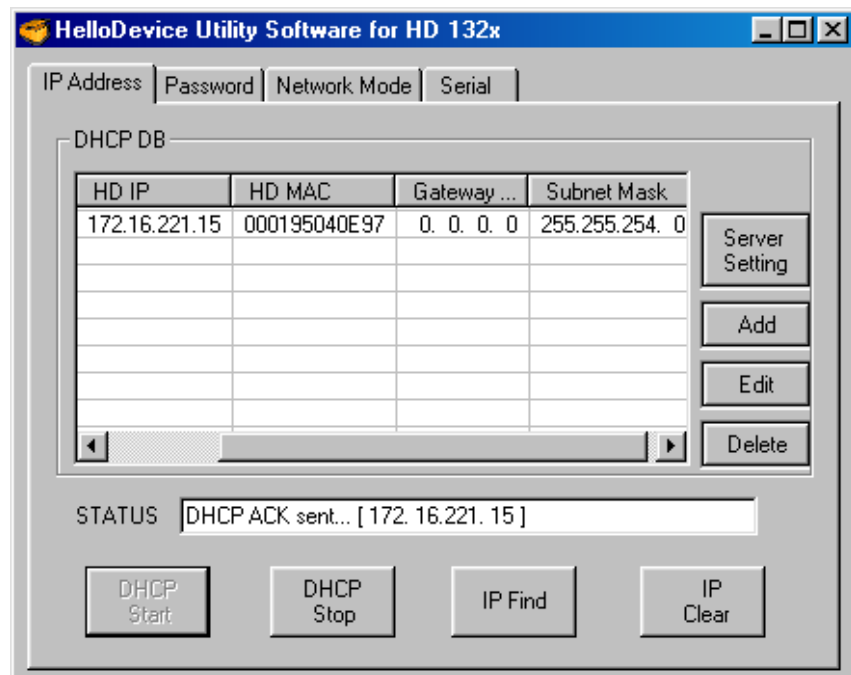 HelloDevice Utility Software for HD 132x
IP Address Password Network Mode Serial
DHCP DB
HD IP HD MAC Gateway ... Subnet Mask
172.16.221.15 000195040E97 0. 0. 0. 0 255.255.254. 0
Server
Setting
Add
Edit
Delete
STATUS DHCP ACK sent... [ 172. 16.221. 15 ]
DHCP
Start
DHCP
Stop
IP Find
IP
Clear